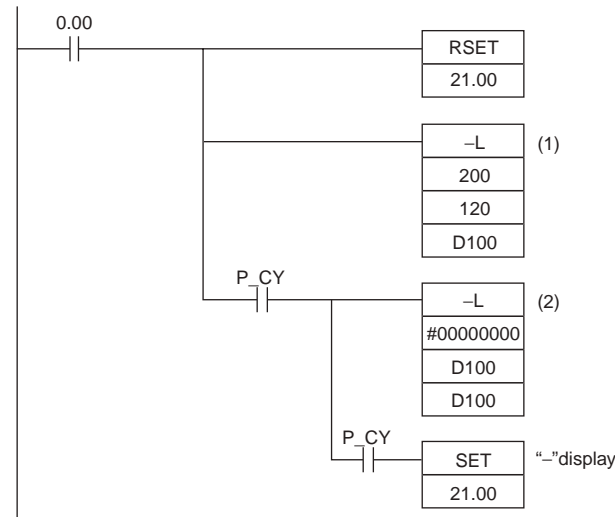 0.00
RSET
21.00
–L (1)
200
120
D100
P_CY
–L (2)
#00000000
D100
D100
P_CY
SET “–”display
21.00